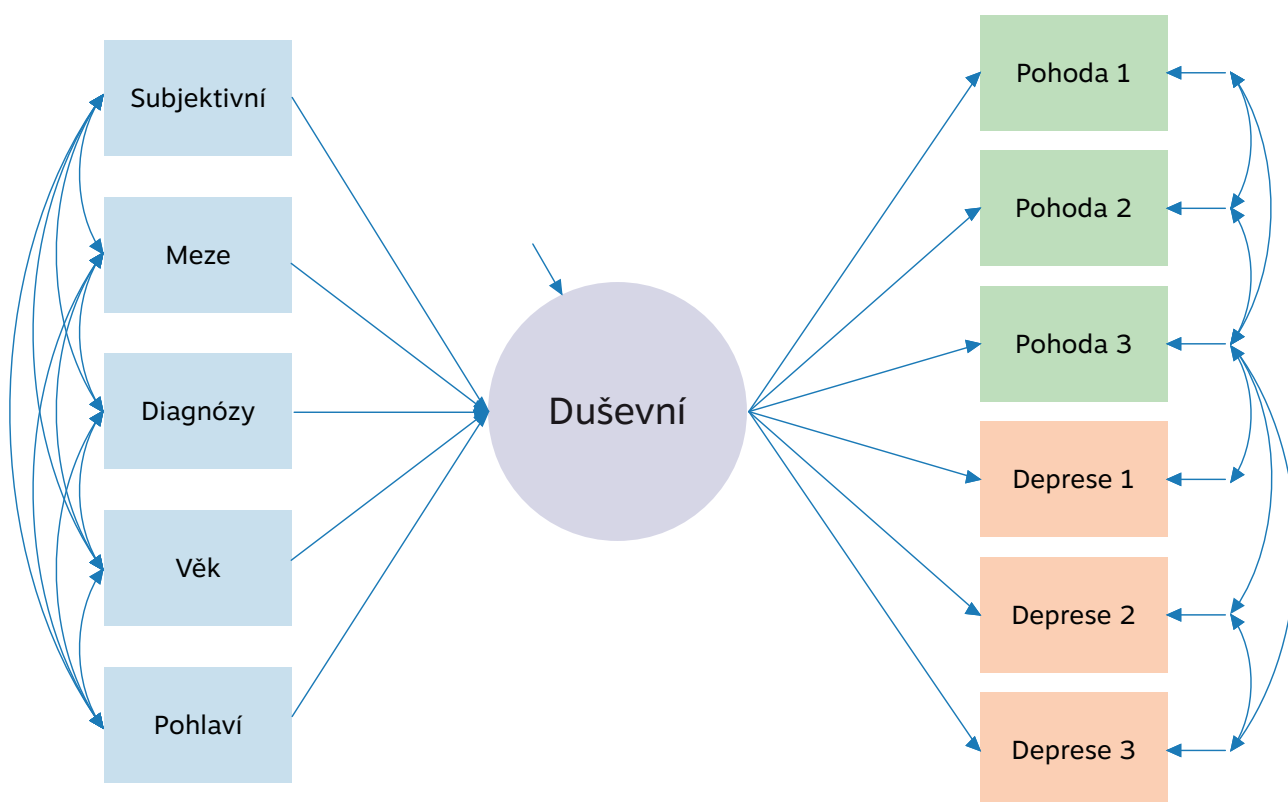 Subjektivní
Meze
Diagnózy
Věk
Pohlaví
Duševní
Pohoda 1
Pohoda 2
Pohoda 3
Deprese 1
Deprese 2
Deprese 3